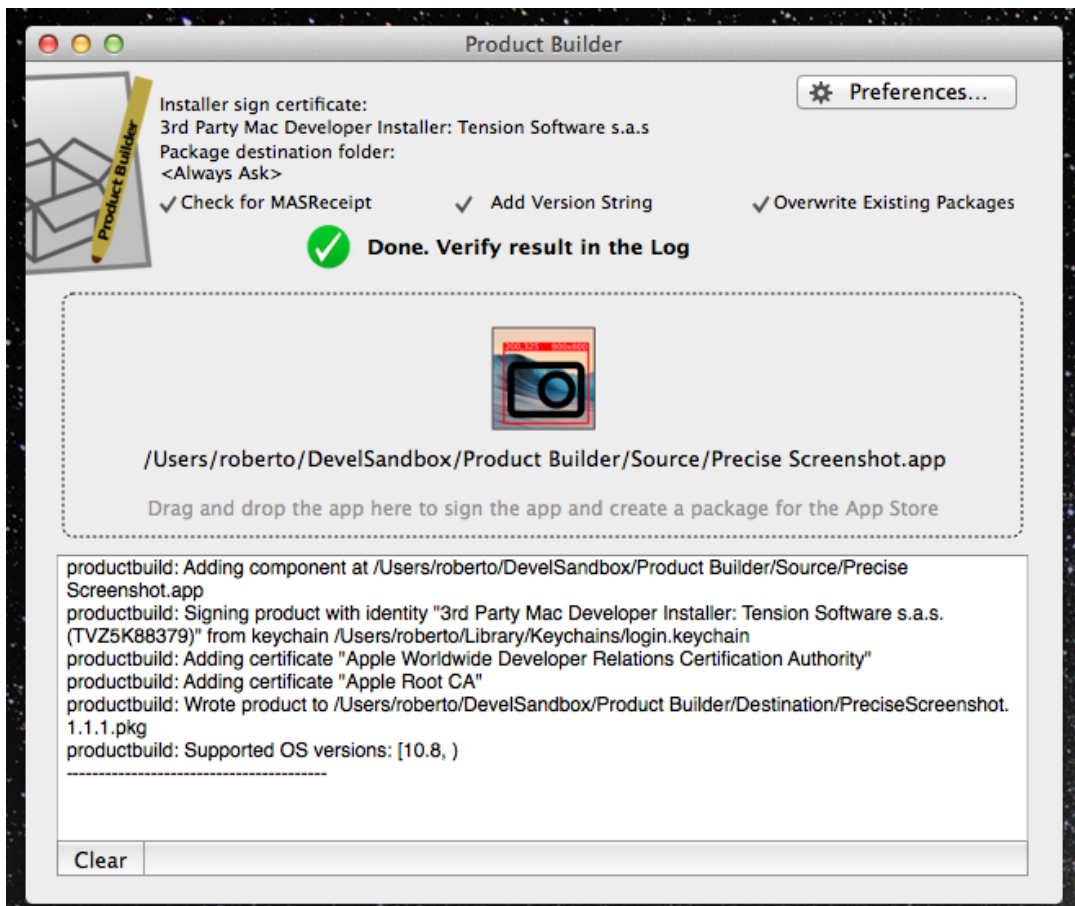 Product Builder
Preferences...
Product Builder
Installer sign certificate:
3rd Party Mac Developer Installer: Tension Software s.a.s
Package destination folder:
<Always Ask>
Check for MASReceipt
Add Version String
Overwrite Existing Packages
Done. Verify result in the Log
200,325 800x800
/Users/roberto/DevelSandbox/Product Builder/Source/Precise Screenshot.app
Drag and drop the app here to sign the app and create a package for the App Store
productbuild: Adding component at /Users/roberto/DevelSandbox/Product Builder/Source/Precise
Screenshot.app
productbuild: Signing product with identity "3rd Party Mac Developer Installer: Tension Software s.a.s.
(TVZ5K88379)" from keychain /Users/roberto/Library/Keychains/login.keychain
productbuild: Adding certificate "Apple Worldwide Developer Relations Certification Authority"
productbuild: Adding certificate "Apple Root CA"
productbuild: Wrote product to /Users/roberto/DevelSandbox/Product Builder/Destination/PreciseScreenshot.
1.1.1.pkg
productbuild: Supported OS versions: [10.8, )
----------------------------------------
Clear